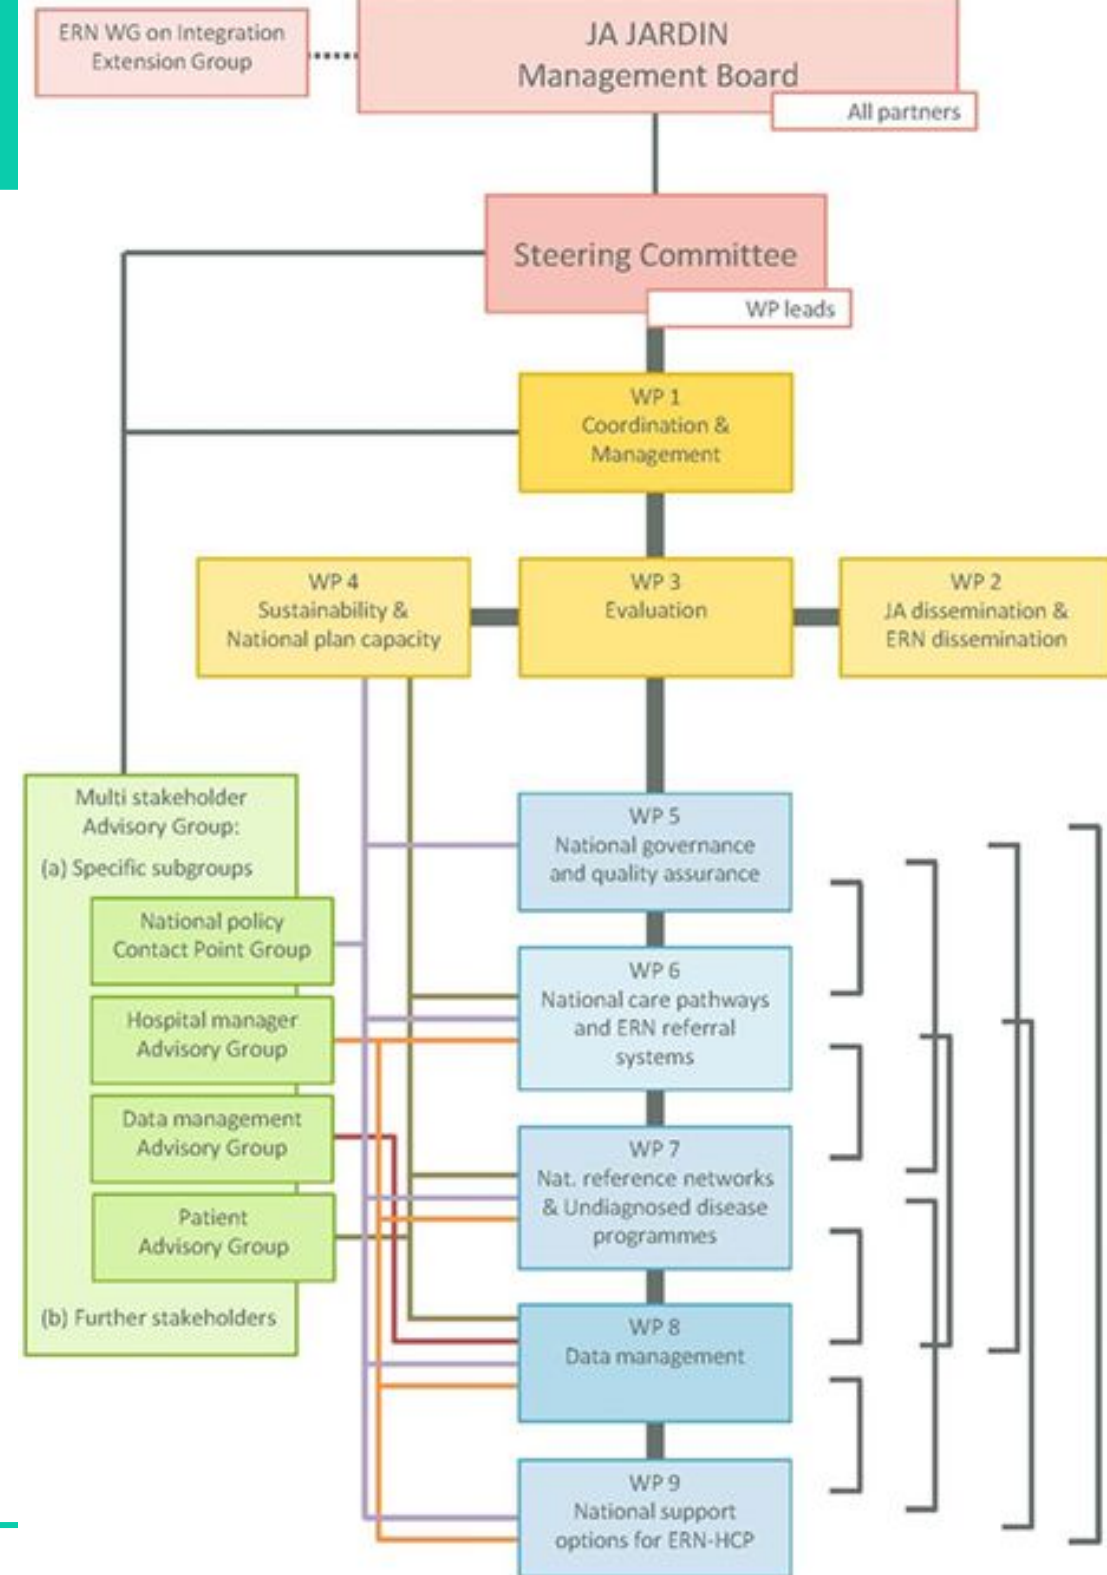 ERN WG on Integration
Extension Group
JA JARDIN
Management Board
All partners
Steering Committee
WP leads
WP 1
Coordination &
Management
WP 4
Sustainability &
National plan capacity
WP 3
Evaluation
WP 2
JA dissemination &
ERN dissemination
Multi stakeholder
Advisory Group:
(a) Specific subgroups
National policy
Contact Point Group
Hospital manager
Advisory Group
Data management
Advisory Group
Patient
Advisory Group
(b) Further stakeholders
WP 5
National governance
and quality assurance
WP 6
National care pathways
and ERN referral
systems
WP 7
Nat. reference networks
& Undiagnosed disease
programmes
WP 8
Data management
WP 9
National support
options for ERN-HCP